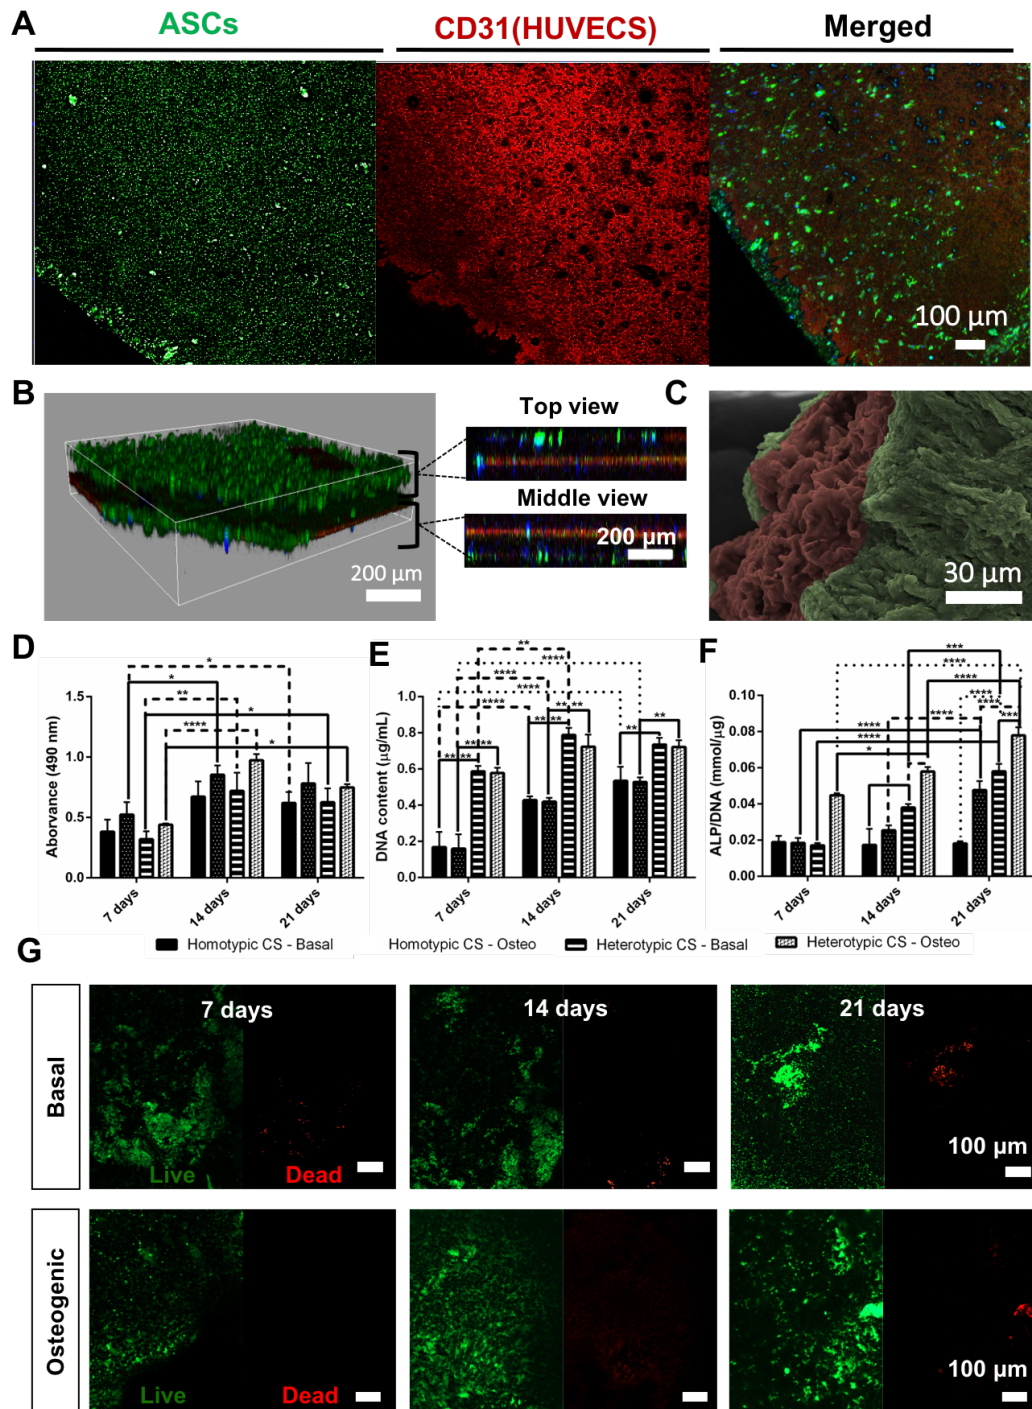 A
ASCs
CD31(HUVECS)
Merged
100 µm
B
Top view
Middle view
200 µm
200 µm
C
30 µm
D
Aborvance (490 nm)
1.5
1.0
0.5
0.0
7 days
14 days
21 days
*
*
**
*
****
*
E
DNA content (µg/mL)
1.0
0.8
0.6
0.4
0.2
0.0
7 days
14 days
21 days
**
****
****
****
****
**** ****
**
**
F
ALP/DNA (mmol/µg)
0.10
0.08
0.06
0.04
0.02
0.00
7 days
14 days
21 days
***
****
****
****
****
****
****
****
***
*
Homotypic CS - Basal
Homotypic CS - Osteo
Heterotypic CS - Basal
Heterotypic CS - Osteo
G
Basal
7 days
14 days
21 days
Live
Dead
100 µm
Osteogenic
Live
Dead
100 µm